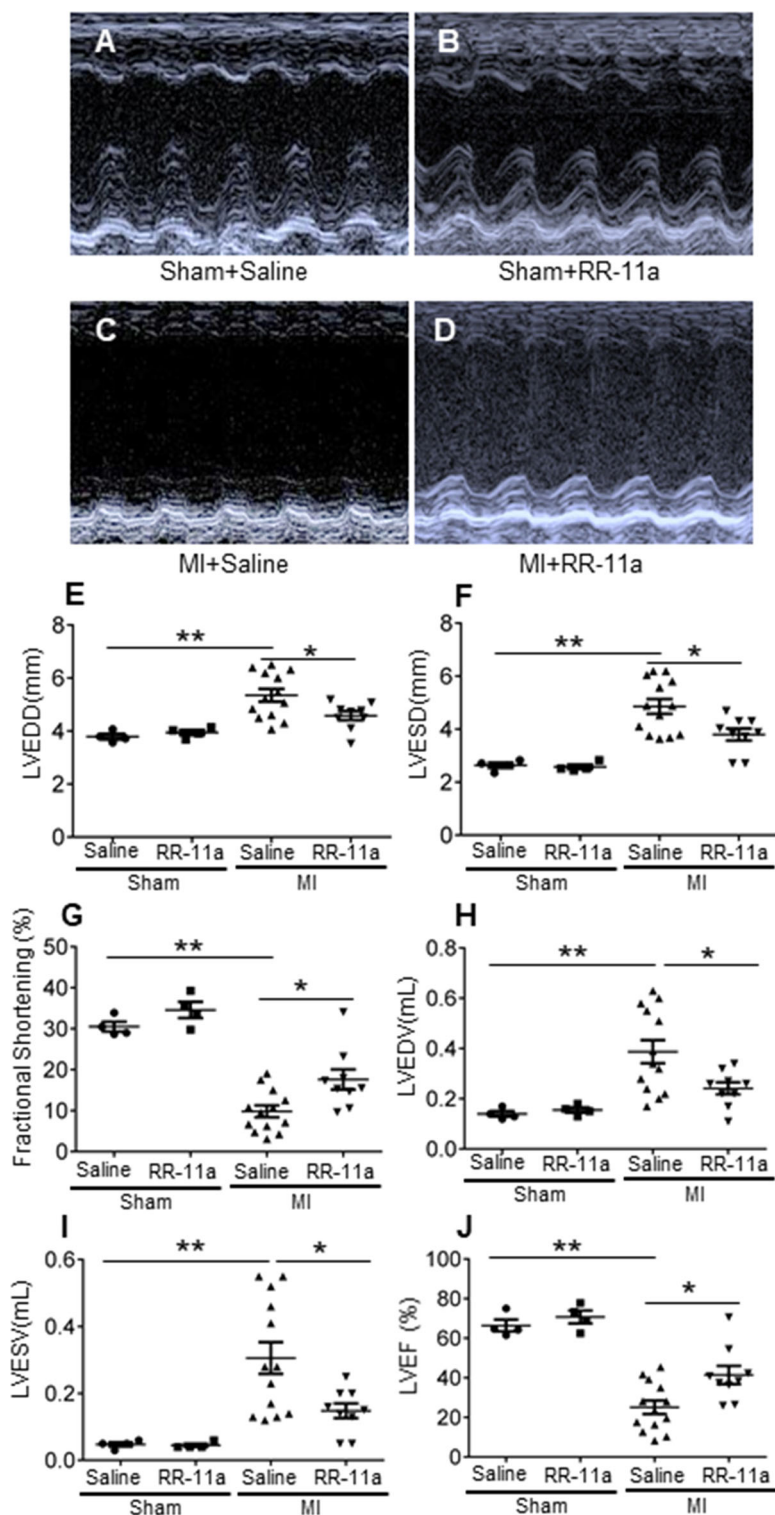 A
B
Sham+Saline
Sham+RR-11a
C
D
MI+Saline
MI+RR-11a
E
F
LVEDD(mm)
8
6
4
2
0
**
*
Saline
RR-11a
Saline
RR-11a
Sham
MI
LVESD(mm)
8
6
4
2
0
**
*
Saline
RR-11a
Saline
RR-11a
Sham
MI
G
H
Fractional Shortening (%)
50
40
30
20
10
0
**
*
Saline
RR-11a
Saline
RR-11a
Sham
MI
LVEDV(mL)
0.8
0.6
0.4
0.2
0.0
**
*
Saline
RR-11a
Saline
RR-11a
Sham
MI
I
J
LVESV(mL)
0.6
0.4
0.2
0.0
**
*
Saline
RR-11a
Saline
RR-11a
Sham
MI
LVEF (%)
100
80
60
40
20
0
**
*
Saline
RR-11a
Saline
RR-11a
Sham
MI